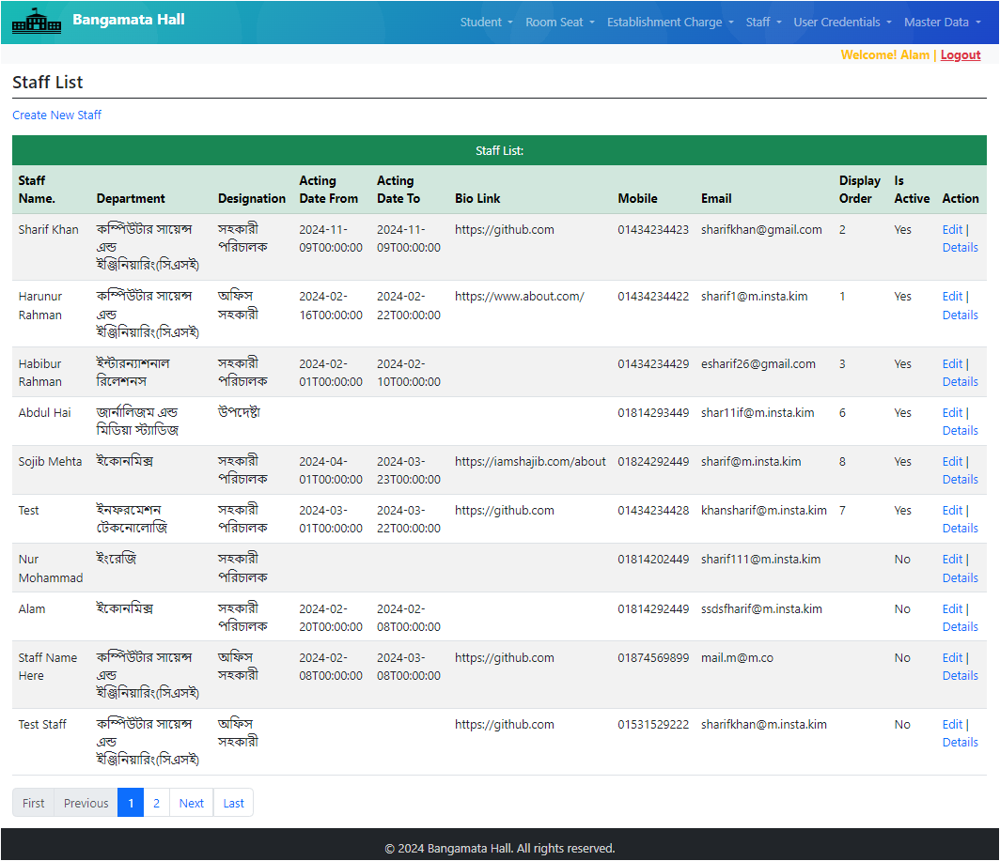 Bangamata Hall
Student Room Seat Establishment Charge Staff User Credentials Master Data
Welcome! Alam | Logout
Staff List
Create New Staff
Staff List:
Staff Name. Department Designation Acting Date From Acting Date To Bio Link Mobile Email Display Order Is Active Action
Sharif Khan কম্পিউটার সায়েন্স এন্ড ইঞ্জিনিয়ারিং(সিএসই) সহকারী পরিচালক 2024-11-09T00:00:00 2024-11-09T00:00:00 https://github.com 01434234423 sharifkhan@gmail.com 2 Yes Edit | Details
Harunur Rahman কম্পিউটার সায়েন্স এন্ড ইঞ্জিনিয়ারিং(সিএসই) অফিস সহকারী 2024-02-16T00:00:00 2024-02-22T00:00:00 https://www.about.com/ 01434234422 sharif1@m.insta.kim 1 Yes Edit | Details
Habibur Rahman ইন্টারন্যাশনাল রিলেশনস সহকারী পরিচালক 2024-02-01T00:00:00 2024-02-10T00:00:00 01434234429 esharif26@gmail.com 3 Yes Edit | Details
Abdul Hai জার্নালিজম এন্ড মিডিয়া স্ট্যাডিজ উপদেষ্টা 01814293449 shar11if@m.insta.kim 6 Yes Edit | Details
Sojib Mehta ইকোনমিক্স সহকারী পরিচালক 2024-04-01T00:00:00 2024-03-23T00:00:00 https://iamshajib.com/about 01824292449 sharif@m.insta.kim 8 Yes Edit | Details
Test ইনফরমেশন টেকনোলোজি সহকারী পরিচালক 2024-03-01T00:00:00 2024-03-22T00:00:00 https://github.com 01434234428 khansharif@m.insta.kim 7 Yes Edit | Details
Nur Mohammad ইংরেজি সহকারী পরিচালক 01814202449 sharif111@m.insta.kim No Edit | Details
Alam ইকোনমিক্স সহকারী পরিচালক 2024-02-20T00:00:00 2024-02-08T00:00:00 01814292449 ssdsfharif@m.insta.kim No Edit | Details
Staff Name Here কম্পিউটার সায়েন্স এন্ড ইঞ্জিনিয়ারিং(সিএসই) অফিস সহকারী 2024-02-08T00:00:00 2024-03-08T00:00:00 https://github.com 01874569899 mail.m@m.co No Edit | Details
Test Staff কম্পিউটার সায়েন্স এন্ড ইঞ্জিনিয়ারিং(সিএসই) অফিস সহকারী https://github.com 01531529222 sharifkhan@m.insta.kim No Edit | Details
First Previous 1 2 Next Last
© 2024 Bangamata Hall. All rights reserved.